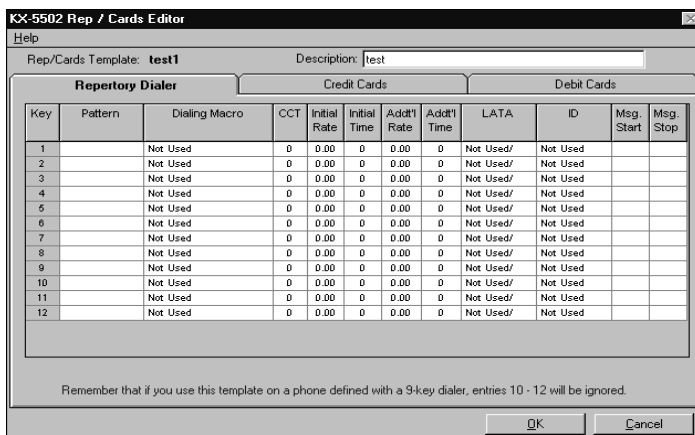 KX-5502 Rep / Cards Editor
Help
Rep/Cards Template: test1 Description: test
Repertory Dialer Credit Cards Debit Cards
Key Pattern Dialing Macro CCT Initial Rate Initial Time Addt'l Rate Addt'l Time LATA ID Msg. Start Msg. Stop
1 Not Used 0 0.00 0 0.00 0 Not Used/ Not Used
2 Not Used 0 0.00 0 0.00 0 Not Used/ Not Used
3 Not Used 0 0.00 0 0.00 0 Not Used/ Not Used
4 Not Used 0 0.00 0 0.00 0 Not Used/ Not Used
5 Not Used 0 0.00 0 0.00 0 Not Used/ Not Used
6 Not Used 0 0.00 0 0.00 0 Not Used/ Not Used
7 Not Used 0 0.00 0 0.00 0 Not Used/ Not Used
8 Not Used 0 0.00 0 0.00 0 Not Used/ Not Used
9 Not Used 0 0.00 0 0.00 0 Not Used/ Not Used
10 Not Used 0 0.00 0 0.00 0 Not Used/ Not Used
11 Not Used 0 0.00 0 0.00 0 Not Used/ Not Used
12 Not Used 0 0.00 0 0.00 0 Not Used/ Not Used
Remember that if you use this template on a phone defined with a 9-key dialer, entries 10 - 12 will be ignored.
OK Cancel